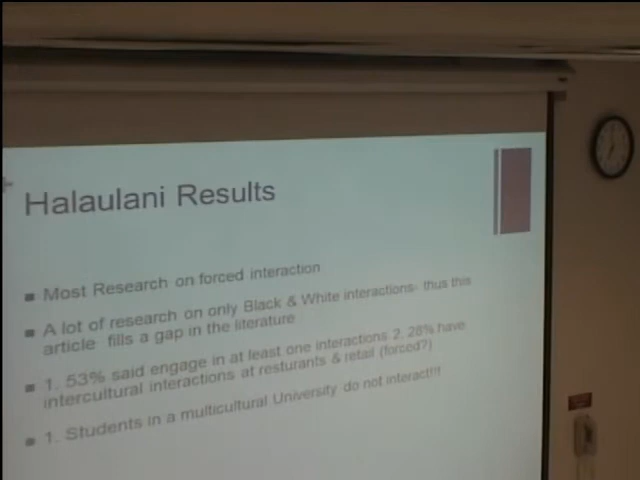 Halaulani Results
Most Research on forced interaction
A lot of research on only Black & White interactions- thus this
article fills a gap in the literature
1. 53% said engage in at least one interactions 2. 28% have
intercultural interactions at resturants & retail (forced?)
1. Students in a multicultural University do not interact!!!